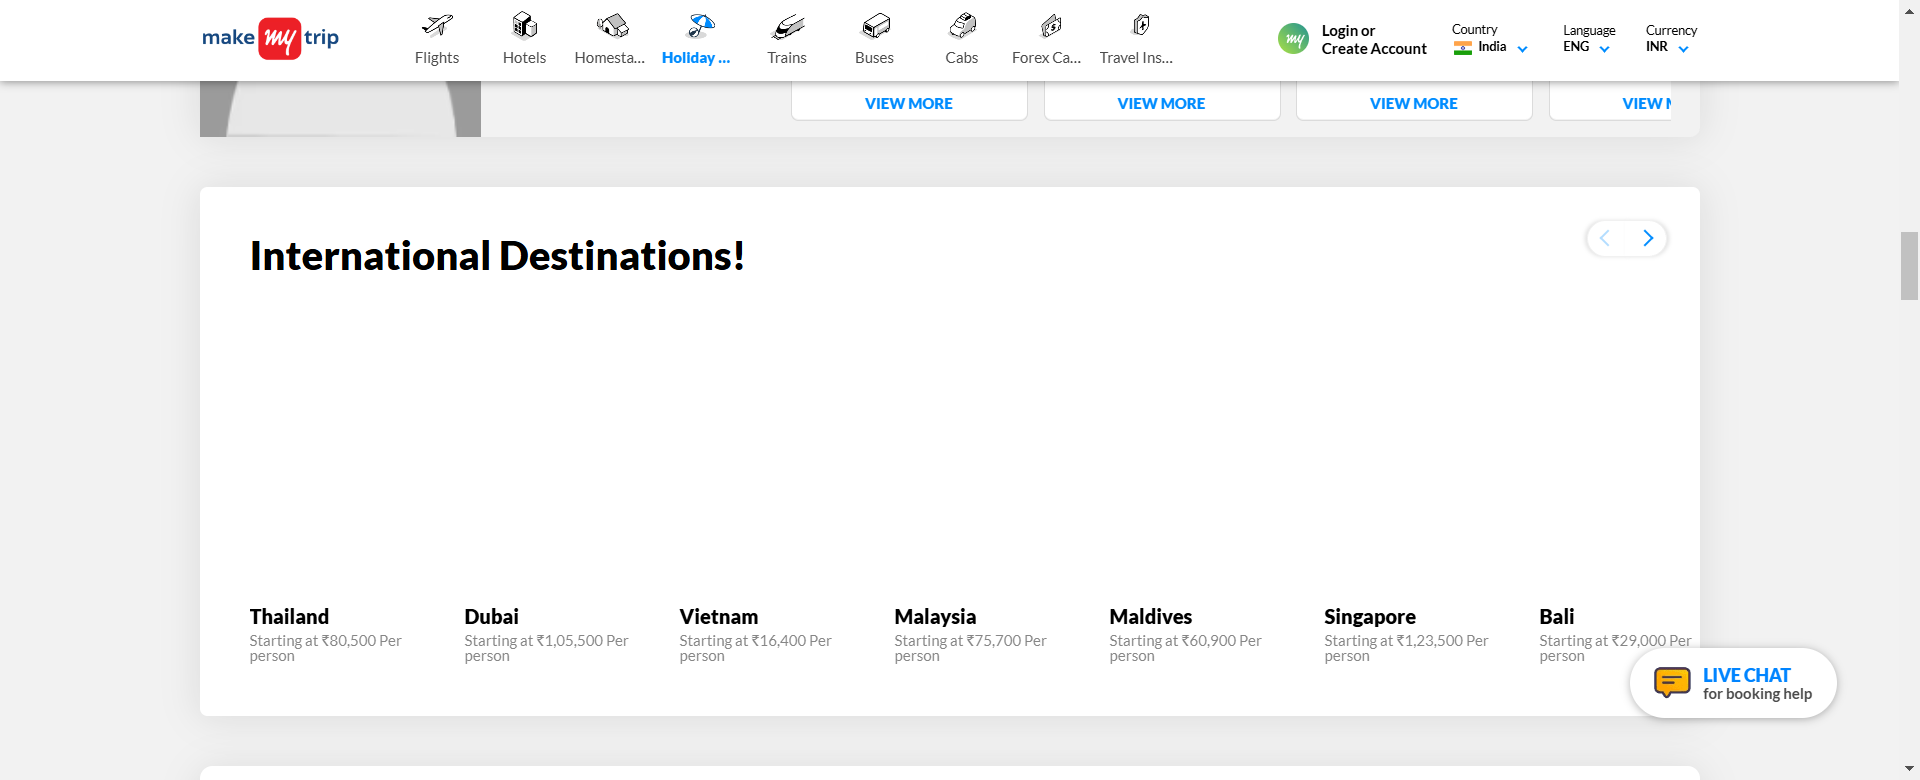 make my trip
Flights
Hotels
Homesta...
Holiday ...
Trains
Buses
Cabs
Forex Ca...
Travel Ins...
my
Login or
Create Account
Country
India
Language
ENG
Currency
INR
VIEW MORE
VIEW MORE
VIEW MORE
VIEW
International Destinations!
Thailand
Starting at ₹80,500 Per
person
Dubai
Starting at ₹1,05,500 Per
person
Vietnam
Starting at ₹16,400 Per
person
Malaysia
Starting at ₹75,700 Per
person
Maldives
Starting at ₹60,900 Per
person
Singapore
Starting at ₹1,23,500 Per
person
Bali
Starting at ₹29,000 Per
person
LIVE CHAT
for booking help